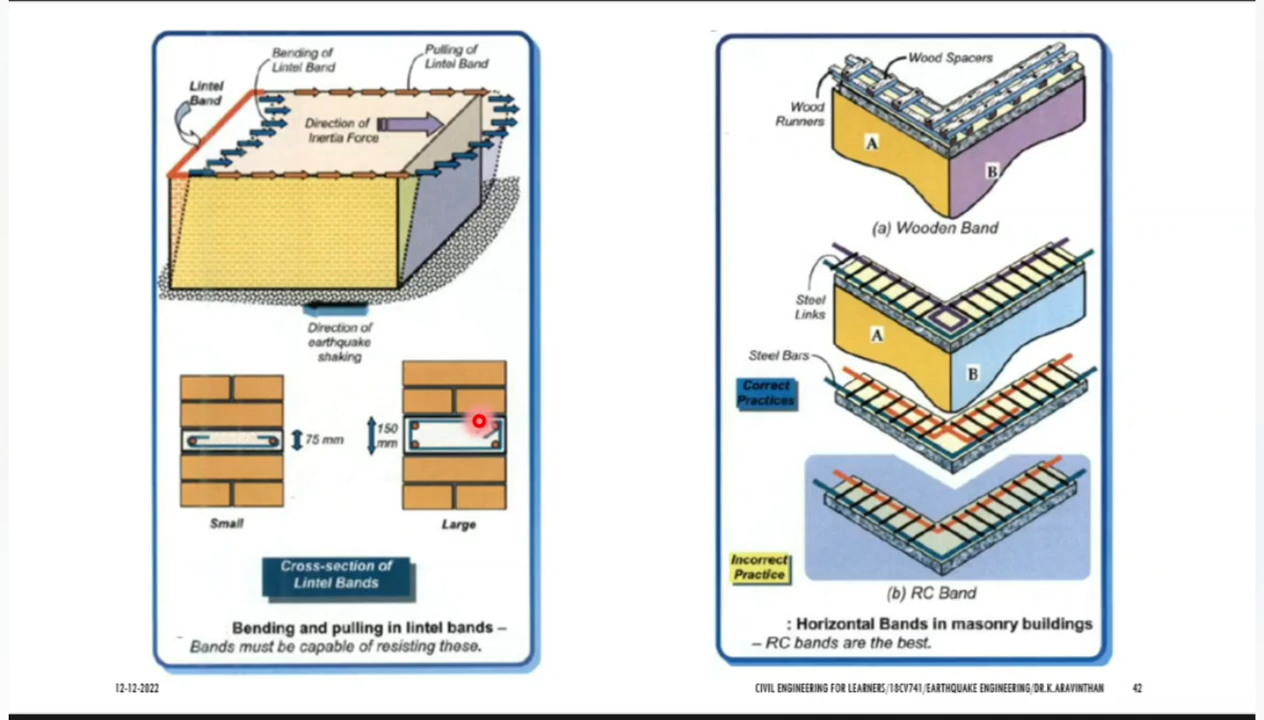 Bending of
Lintel Band
Pulling of
Lintel Band
Lintel
Band
Direction of
Inertia Force
Direction of
earthquake
shaking
75 mm
150
mm
Small
Large
Cross-section of
Lintel Bands
Bending and pulling in lintel bands –
Bands must be capable of resisting these.
Wood Spacers
Wood
Runners
A
B
(a) Wooden Band
Steel
Links
A
B
Steel Bars
Correct
Practices
Incorrect
Practice
(b) RC Band
: Horizontal Bands in masonry buildings
– RC bands are the best.
12-12-2022
CIVIL ENGINEERING FOR LEARNERS/18CV741/EARTHQUAKE ENGINEERING/DR.K.ARAVINTHAN
42